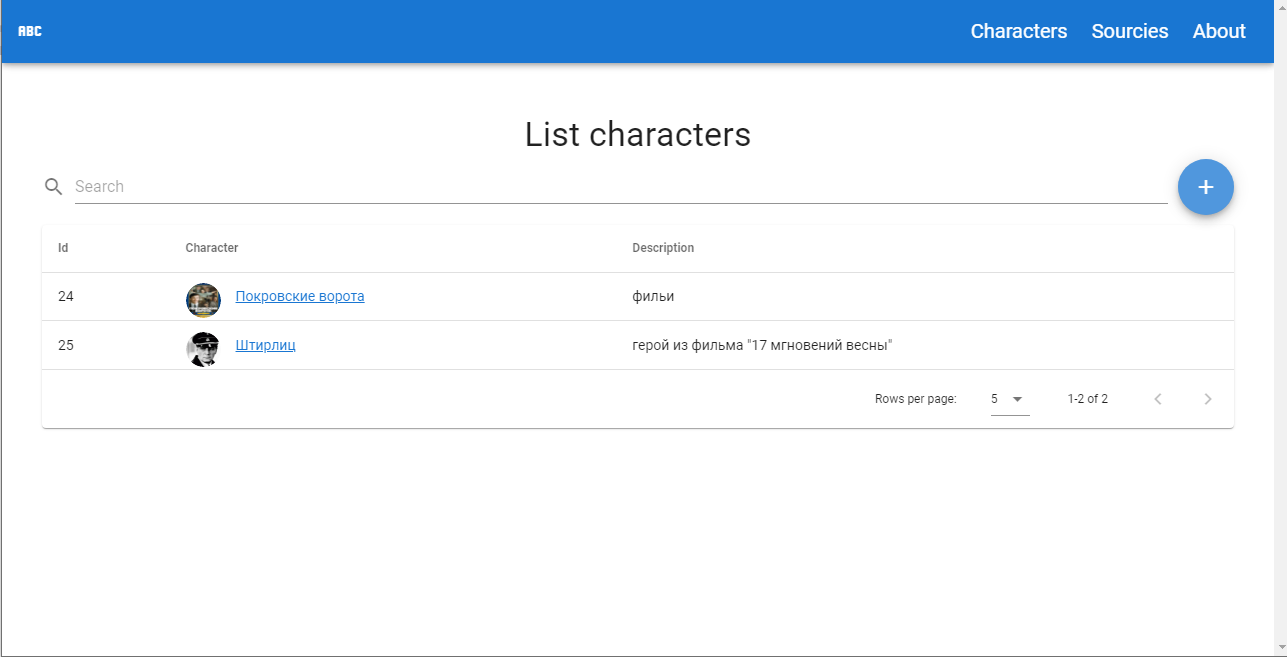 ABC Characters Sourcies About
List characters
Search
+
Id Character Description
24 Покровские ворота фильи
25 Штирлиц герой из фильма "17 мгновений весны"
Rows per page: 5 1-2 of 2